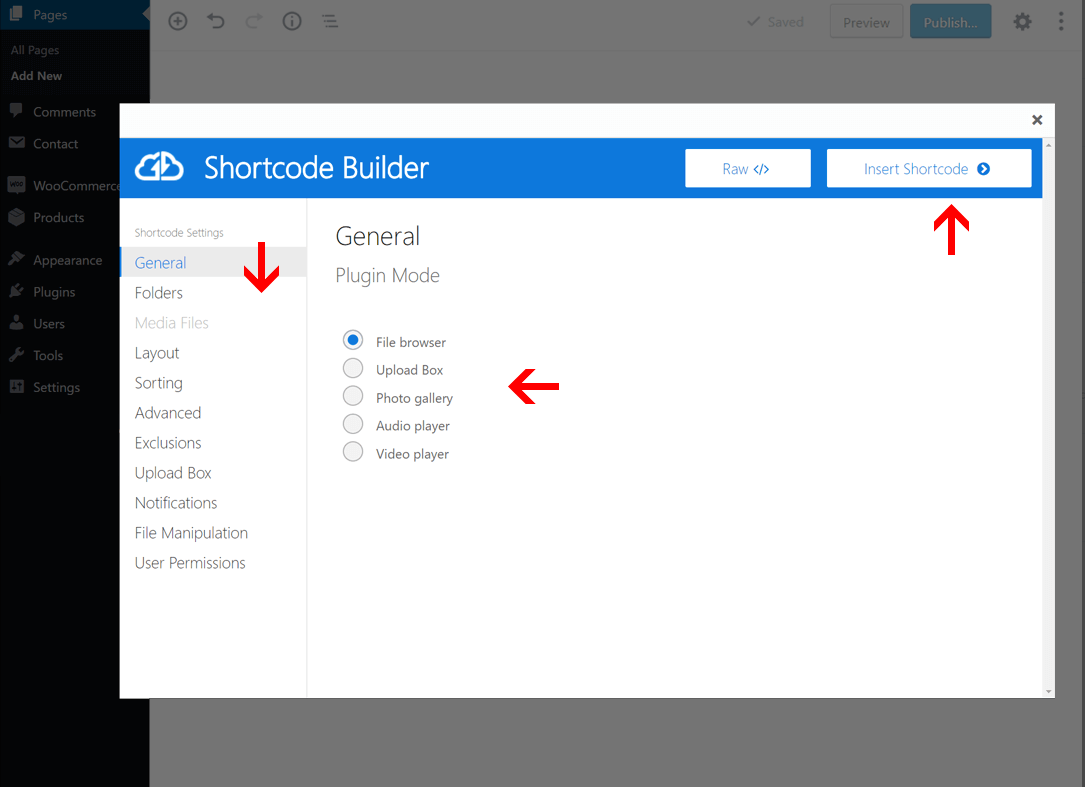 Pages
Saved
Preview
Publish...
All Pages
Add New
Comments
Contact
WooCommerce
Products
Appearance
Plugins
Users
Tools
Settings
Shortcode Builder
Raw </>
Insert Shortcode
Shortcode Settings
General
Folders
Media Files
Layout
Sorting
Advanced
Exclusions
Upload Box
Notifications
File Manipulation
User Permissions
General
Plugin Mode
File browser
Upload Box
Photo gallery
Audio player
Video player